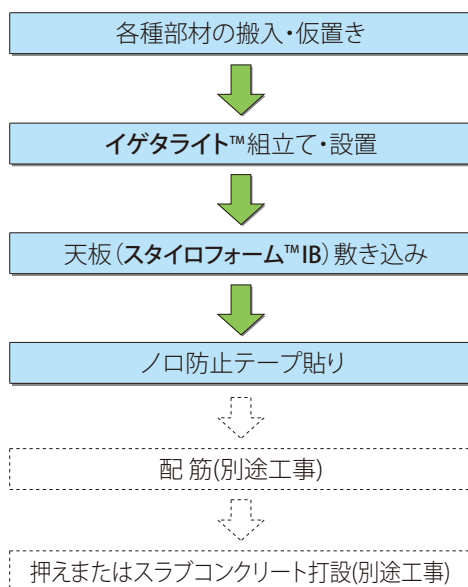 各種部材の搬入・仮置き
イゲタライト™組立て・設置
天板(スタイロフォーム™IB)敷き込み
ノロ防止テープ貼り
配 筋(別途工事)
押えまたはスラブコンクリート打設(別途工事)